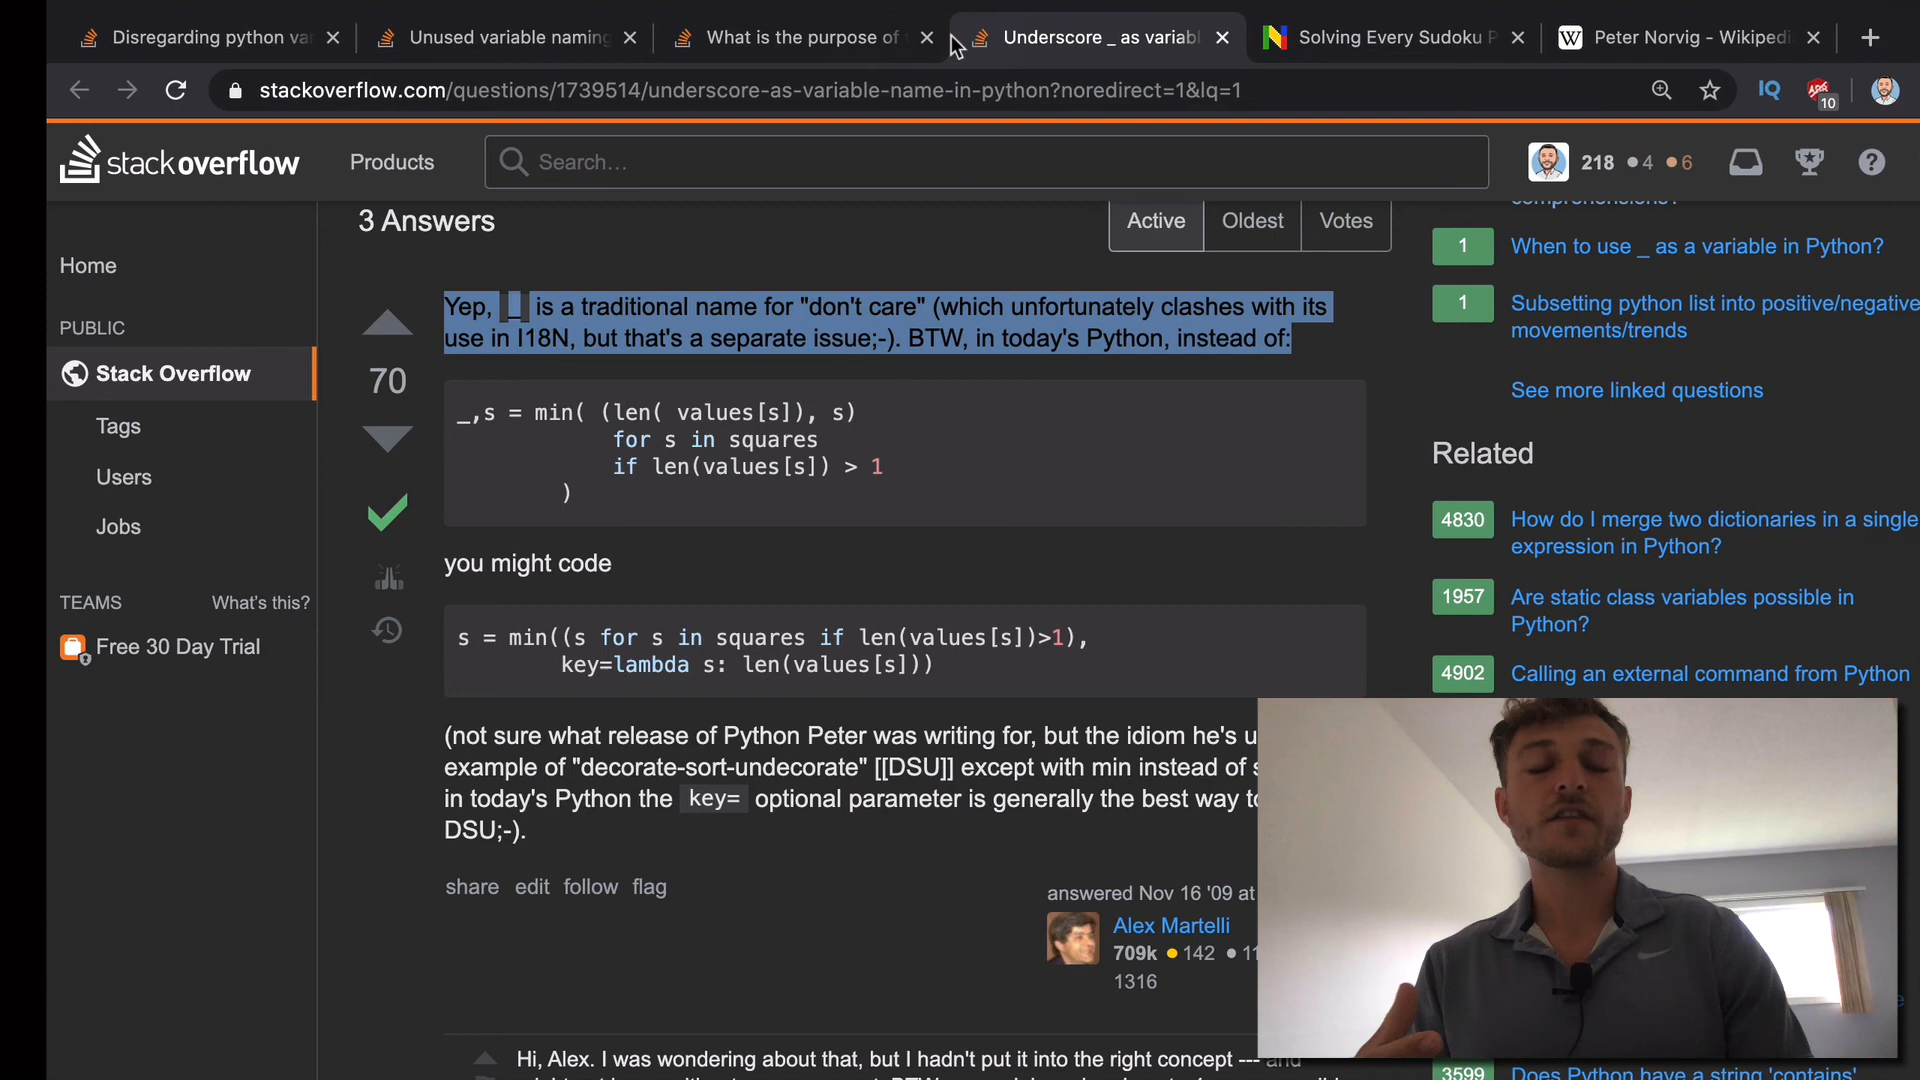 Disregarding python va
Unused variable naming
What is the purpose of
Underscore _ as variabl
Solving Every Sudoku P
W Peter Norvig - Wikipedi
stackoverflow.com/questions/1739514/underscore-as-variable-name-in-python?noredirect=1&lq=1
IQ
10
stackoverflow
Products
Search…
218 4 6
3 Answers
Active Oldest Votes
Home
PUBLIC
Stack Overflow
Tags
Users
Jobs
TEAMS What's this?
Free 30 Day Trial
70
Yep, _ is a traditional name for "don't care" (which unfortunately clashes with its
use in I18N, but that's a separate issue;-). BTW, in today's Python, instead of:
_,s = min( (len( values[s]), s)
for s in squares
if len(values[s]) > 1
)
you might code
s = min((s for s in squares if len(values[s])>1),
key=lambda s: len(values[s]))
(not sure what release of Python Peter was writing for, but the idiom he's u
example of "decorate-sort-undecorate" [[DSU]] except with min instead of s
in today's Python the key= optional parameter is generally the best way to
DSU;-).
share edit follow flag
answered Nov 16 '09 at
Alex Martelli
709k 142 11
1316
Hi, Alex. I was wondering about that, but I hadn't put it into the right concept --- and
comprehensions?
1 When to use _ as a variable in Python?
1 Subsetting python list into positive/negative
movements/trends
See more linked questions
Related
4830 How do I merge two dictionaries in a single
expression in Python?
1957 Are static class variables possible in
Python?
4902 Calling an external command from Python
3599 Does Python have a string 'contains'